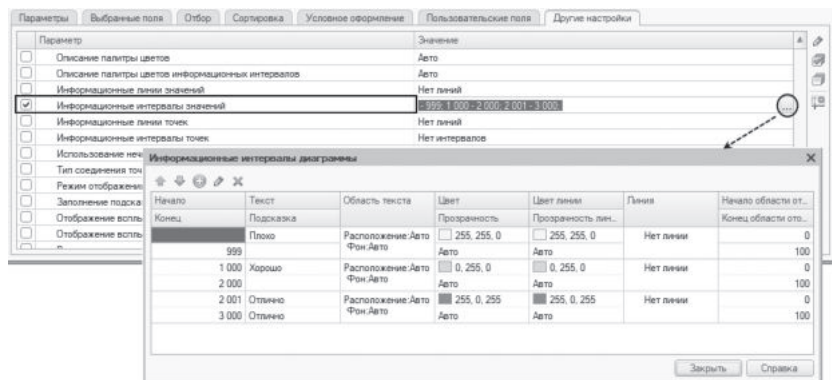 Параметры Выбранные поля Отбор Сортировка Условное оформление Пользовательские поля Другие настройки
Параметр Значение
Описание палитры цветов Авто
Описание палитры цветов информационных интервалов Авто
Информационные линии значений Нет линий
Информационные интервалы значений - 999; 1 000 - 2 000; 2 001 - 3 000; ...
Информационные линии точек Нет линий
Информационные интервалы точек Нет интервалов
Использование неч
Тип соединения точ
Режим отображени
Заполнение подска
Отображение вспль
Отображение вспль
Информационные интервалы диаграммы
Начало Текст Область текста Цвет Цвет линии Линия Начало области от...
Конец Подсказка Прозрачность Прозрачность лин... Конец области ото...
Плохо Расположение:Авто 255, 255, 0 255, 255, 0 Нет линии 0
999 Фон:Авто Авто Авто 100
1 000 Хорошо Расположение:Авто 0, 255, 0 0, 255, 0 Нет линии 0
2 000 Фон:Авто Авто Авто 100
2 001 Отлично Расположение:Авто 255, 0, 255 255, 0, 255 Нет линии 0
3 000 Отлично Фон:Авто Авто Авто 100
Закрыть Справка